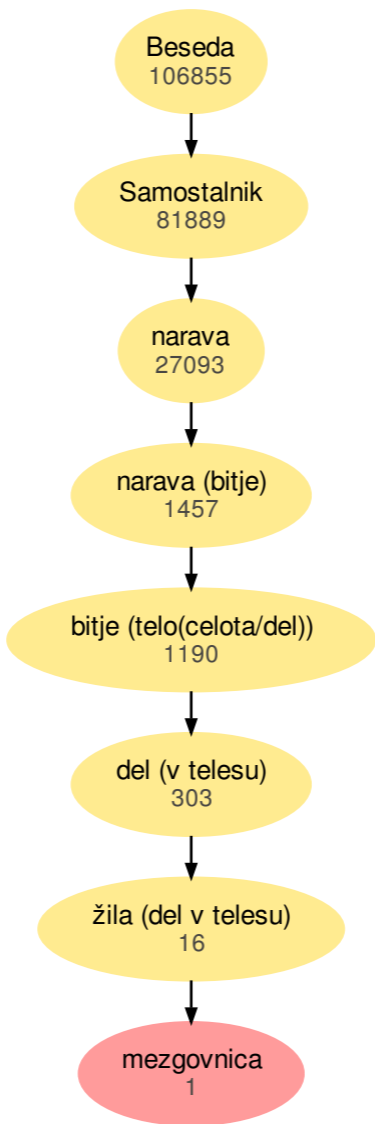 Beseda
106855
Samostalnik
81889
narava
27093
narava (bitje)
1457
bitje (telo(celota/del))
1190
del (v telesu)
303
žila (del v telesu)
16
mezgovnica
1